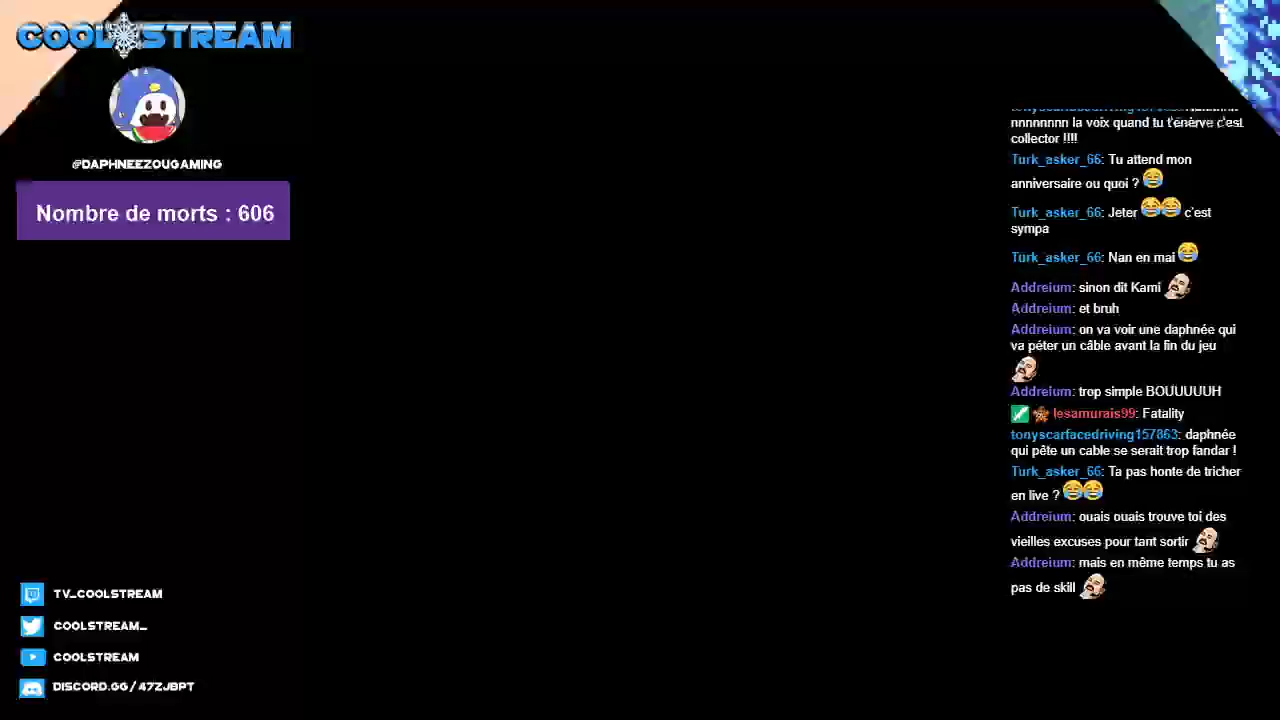 COOL STREAM
@DAPHNEEZOUGAMING
Nombre de morts : 606
TV_COOLSTREAM
COOLSTREAM_
COOLSTREAM
DISCORD.GG/47ZJBPT
nnnnnnnn la voix quand tu t'énerve c'est
collector !!!!
Turk_asker_66: Tu attend mon
anniversaire ou quoi ? 😂
Turk_asker_66: Jeter 😂😂 c'est
sympa
Turk_asker_66: Nan en mai 😂
Addreium: sinon dit Kami
Addreium: et bruh
Addreium: on va voir une daphnée qui
va péter un câble avant la fin du jeu
Addreium: trop simple BOUUUUUH
lesamurais99: Fatality
tonyscarfacedriving157863: daphnée
qui pête un cable se serait trop fandar !
Turk_asker_66: Ta pas honte de tricher
en live ? 😂😂
Addreium: ouais ouais trouve toi des
vieilles excuses pour tant sortir
Addreium: mais en même temps tu as
pas de skill